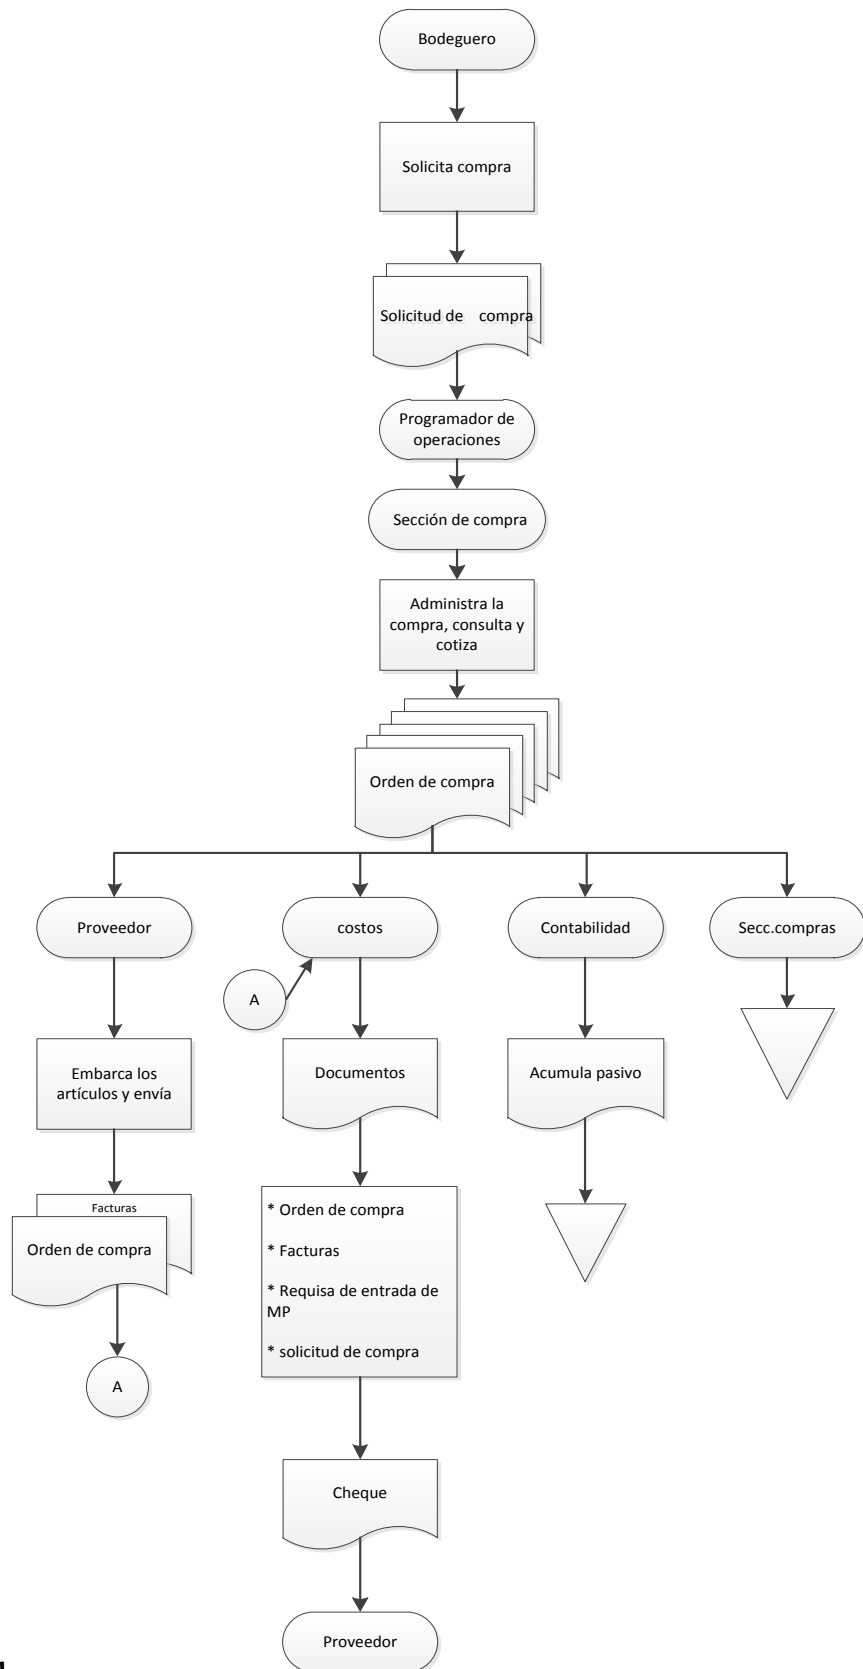 Bodeguero
Solicita compra
Solicitud de compra
Programador de
operaciones
Sección de compra
Administra la
compra, consulta y
cotiza
Orden de compra
Proveedor
costos
Contabilidad
Secc.compras
A
Embarca los
artículos y envía
Documentos
Acumula pasivo
Facturas
Orden de compra
* Orden de compra
* Facturas
* Requisa de entrada de
MP
* solicitud de compra
A
Cheque
Proveedor